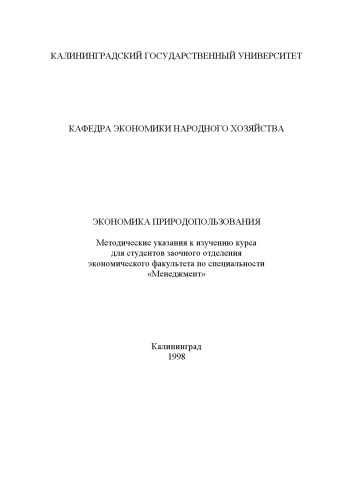 КАЛИНИНГРАДСКИЙ ГОСУДАРСТВЕННЫЙ УНИВЕРСИТЕТ
КАФЕДРА ЭКОНОМИКИ НАРОДНОГО ХОЗЯЙСТВА
ЭКОНОМИКА ПРИРОДОПОЛЬЗОВАНИЯ
Методические указания к изучению курса
для студентов заочного отделения
экономического факультета по специальности
«Менеджмент»
Калининград
1998